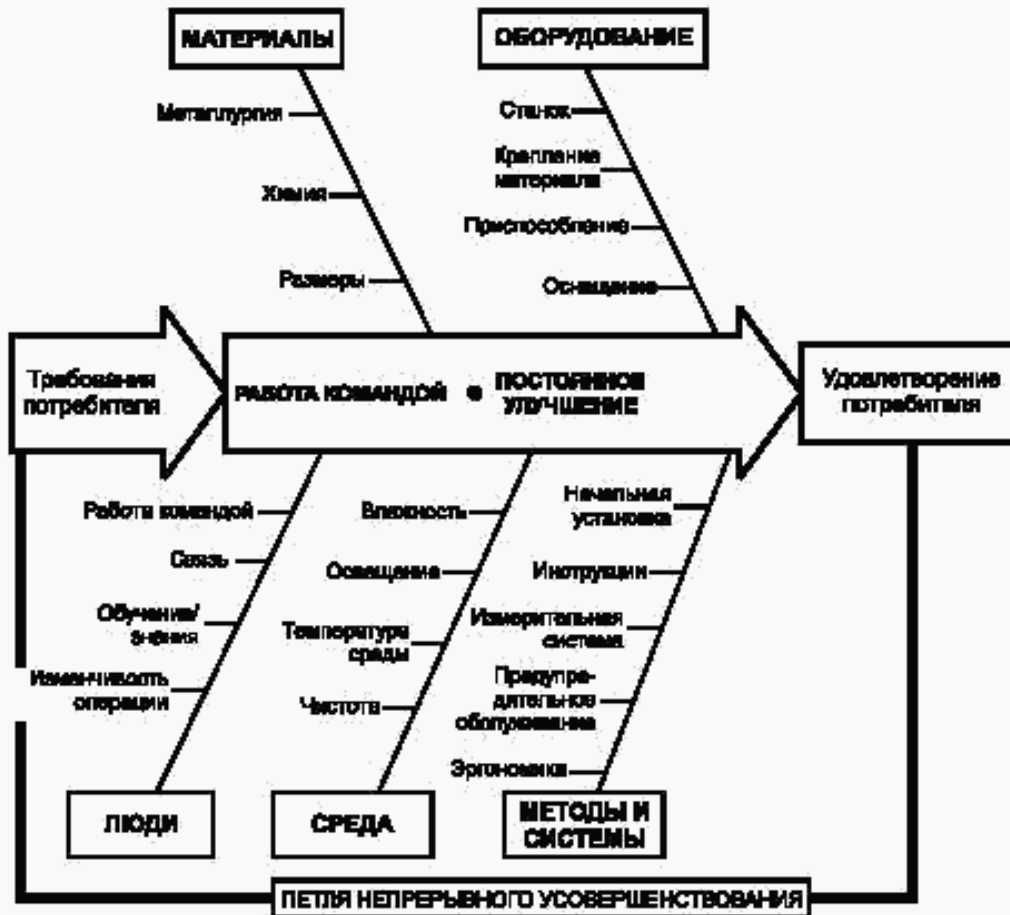 МАТЕРИАЛЫ
ОБОРУДОВАНИЕ
Металлургия
Химия
Размеры
Станок
Крепление
материала
Приспособление
Оснащение
Требования
потребителя
РАБОТА КОМАНДОЙ • ПОСТОЯННОЕ
УЛУЧШЕНИЕ
Удовлетворение
потребителя
Работа командой
Связь
Обучение/
знания
Изменчивость
операции
Влажность
Освещение
Температура
среды
Чистота
Начальная
установка
Инструкции
Измерительная
система
Предупре-
дительное
обслуживание
Эргономика
ЛЮДИ
СРЕДА
МЕТОДЫ И
СИСТЕМЫ
ПЕТЛЯ НЕПРЕРЫВНОГО УСОВЕРШЕНСТВОВАНИЯ